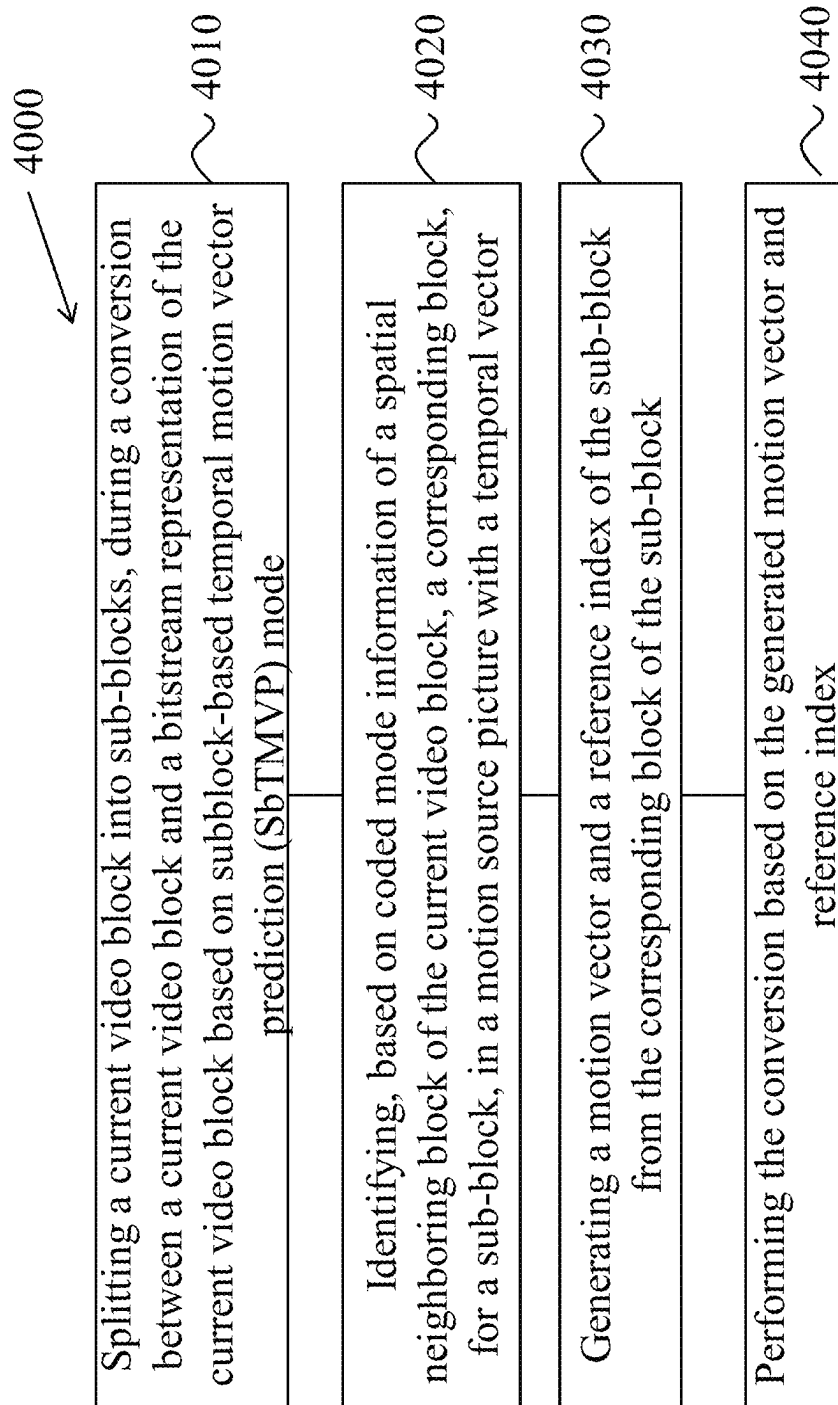 4000
Splitting a current video block into sub-blocks, during a conversion
between a current video block and a bitstream representation of the
current video block based on subblock-based temporal motion vector
prediction (SbTMVP) mode
4010
Identifying, based on coded mode information of a spatial
neighboring block of the current video block, a corresponding block,
for a sub-block, in a motion source picture with a temporal vector
4020
Generating a motion vector and a reference index of the sub-block
from the corresponding block of the sub-block
4030
Performing the conversion based on the generated motion vector and
reference index
4040